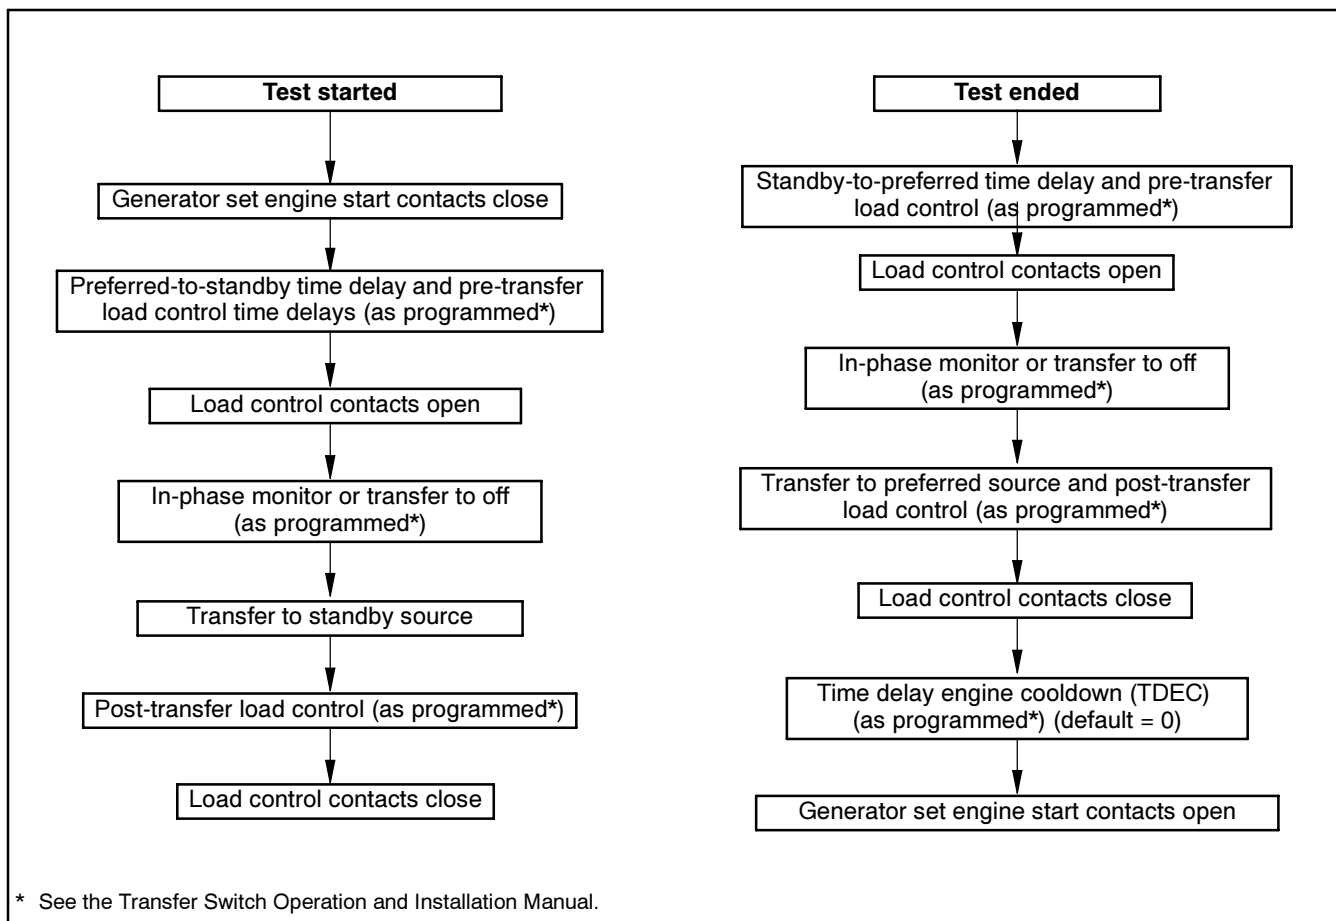 Test started
Generator set engine start contacts close
Preferred-to-standby time delay and pre-transfer
load control time delays (as programmed*)
Load control contacts open
In-phase monitor or transfer to off
(as programmed*)
Transfer to standby source
Post-transfer load control (as programmed*)
Load control contacts close
Test ended
Standby-to-preferred time delay and pre-transfer
load control (as programmed*)
Load control contacts open
In-phase monitor or transfer to off
(as programmed*)
Transfer to preferred source and post-transfer
load control (as programmed*)
Load control contacts close
Time delay engine cooldown (TDEC)
(as programmed*) (default = 0)
Generator set engine start contacts open
* See the Transfer Switch Operation and Installation Manual.